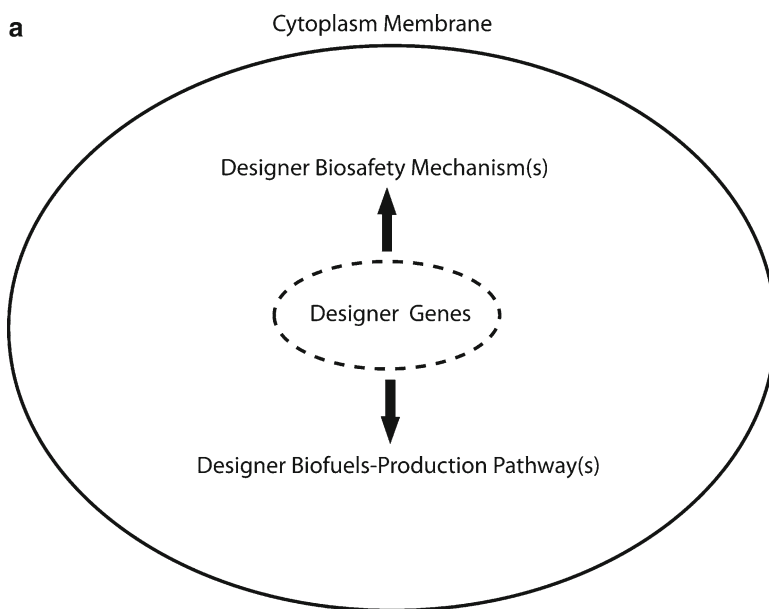 a
Cytoplasm Membrane
Designer Biosafety Mechanism(s)
Designer Genes
Designer Biofuels-Production Pathway(s)